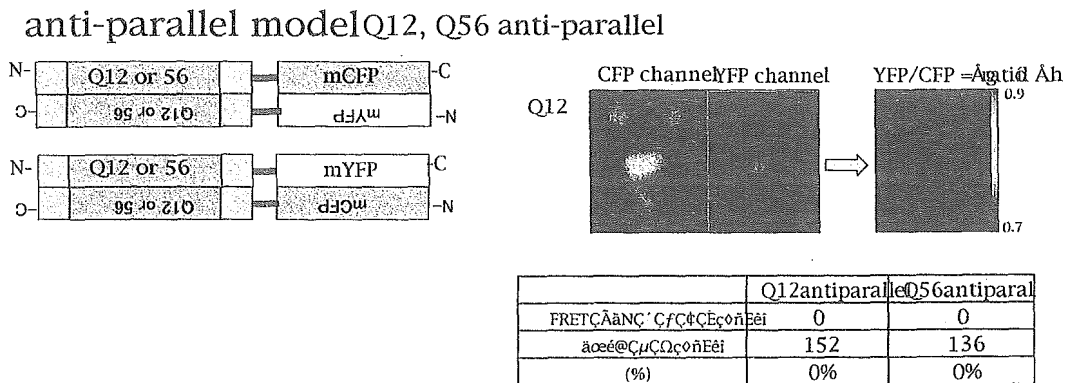 anti-parallel model Q12, Q56 anti-parallel
N- Q12 or 56 mCFP -C
C- Q12 or 56 mYFP -N
N- Q12 or 56 mYFP C
C- Q12 or 56 mCFP -N
CFP channel YFP channel YFP/CFP
Q12
0.9
0.7
Q12antiparallel Q56antiparal
0 0
152 136
(%) 0% 0%